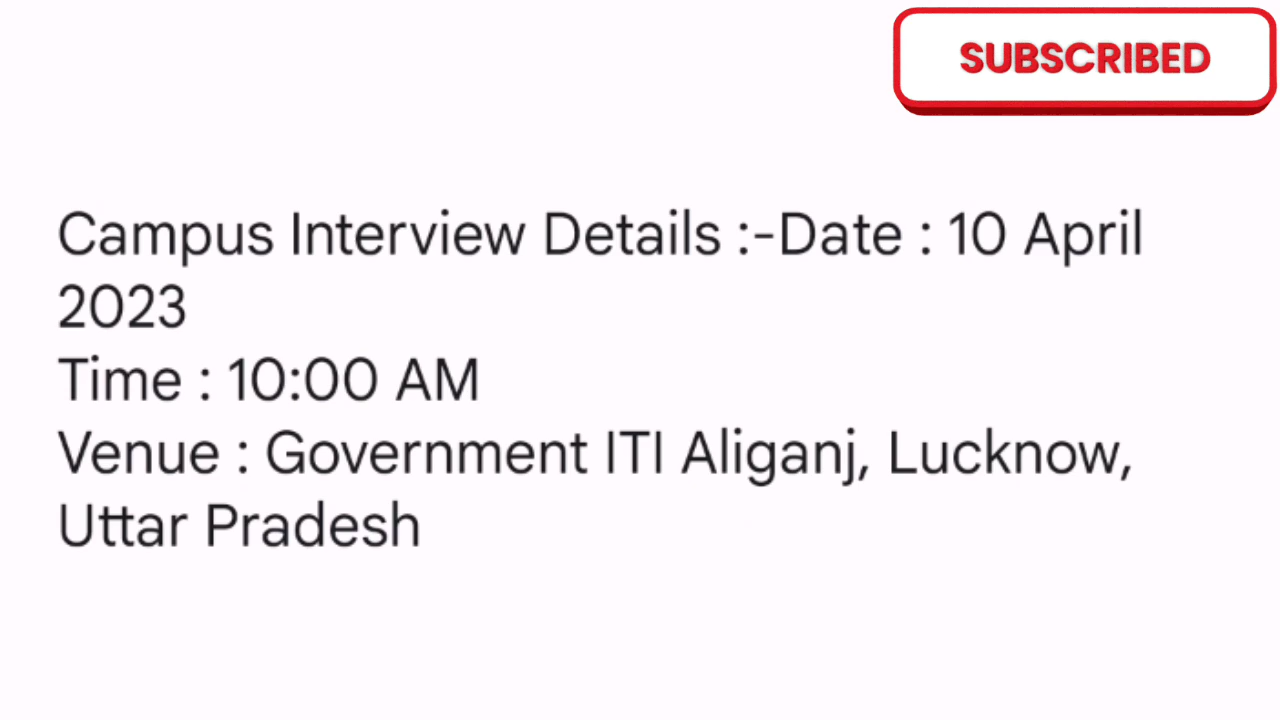 SUBSCRIBED
Campus Interview Details :-Date : 10 April
2023
Time : 10:00 AM
Venue : Government ITI Aliganj, Lucknow,
Uttar Pradesh